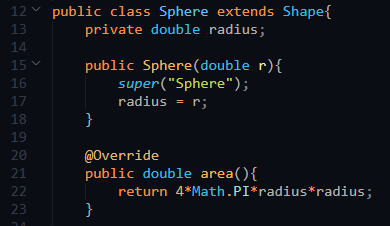 12 public class Sphere extends Shape{
13     private double radius;
14
15     public Sphere(double r){
16         super("Sphere");
17         radius = r;
18     }
19
20     @Override
21     public double area(){
22         return 4*Math.PI*radius*radius;
23     }
24